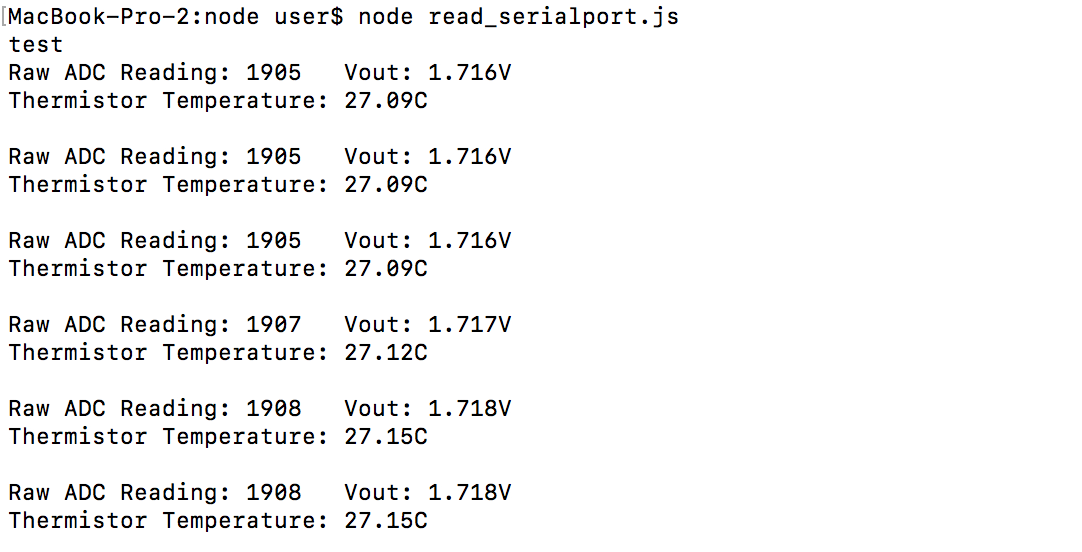 [MacBook-Pro-2:node user$ node read_serialport.js
test
Raw ADC Reading: 1905   Vout: 1.716V
Thermistor Temperature: 27.09C
Raw ADC Reading: 1905   Vout: 1.716V
Thermistor Temperature: 27.09C
Raw ADC Reading: 1905   Vout: 1.716V
Thermistor Temperature: 27.09C
Raw ADC Reading: 1907   Vout: 1.717V
Thermistor Temperature: 27.12C
Raw ADC Reading: 1908   Vout: 1.718V
Thermistor Temperature: 27.15C
Raw ADC Reading: 1908   Vout: 1.718V
Thermistor Temperature: 27.15C